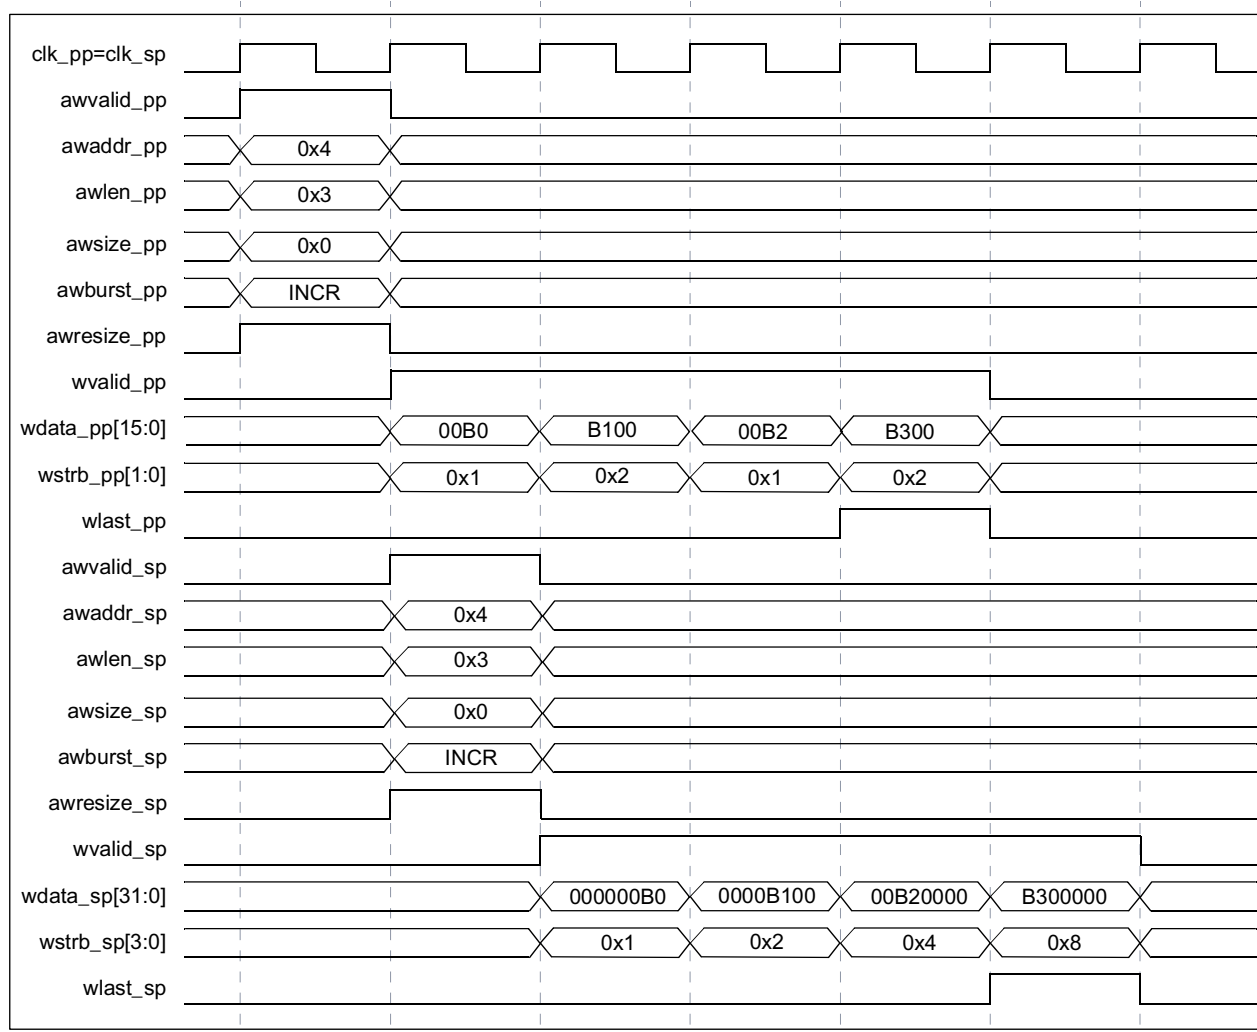 clk_pp=clk_sp
awvalid_pp
awaddr_pp 0x4
awlen_pp 0x3
awsize_pp 0x0
awburst_pp INCR
awresize_pp
wvalid_pp
wdata_pp[15:0] 00B0 B100 00B2 B300
wstrb_pp[1:0] 0x1 0x2 0x1 0x2
wlast_pp
awvalid_sp
awaddr_sp 0x4
awlen_sp 0x3
awsize_sp 0x0
awburst_sp INCR
awresize_sp
wvalid_sp
wdata_sp[31:0] 000000B0 0000B100 00B20000 B300000
wstrb_sp[3:0] 0x1 0x2 0x4 0x8
wlast_sp